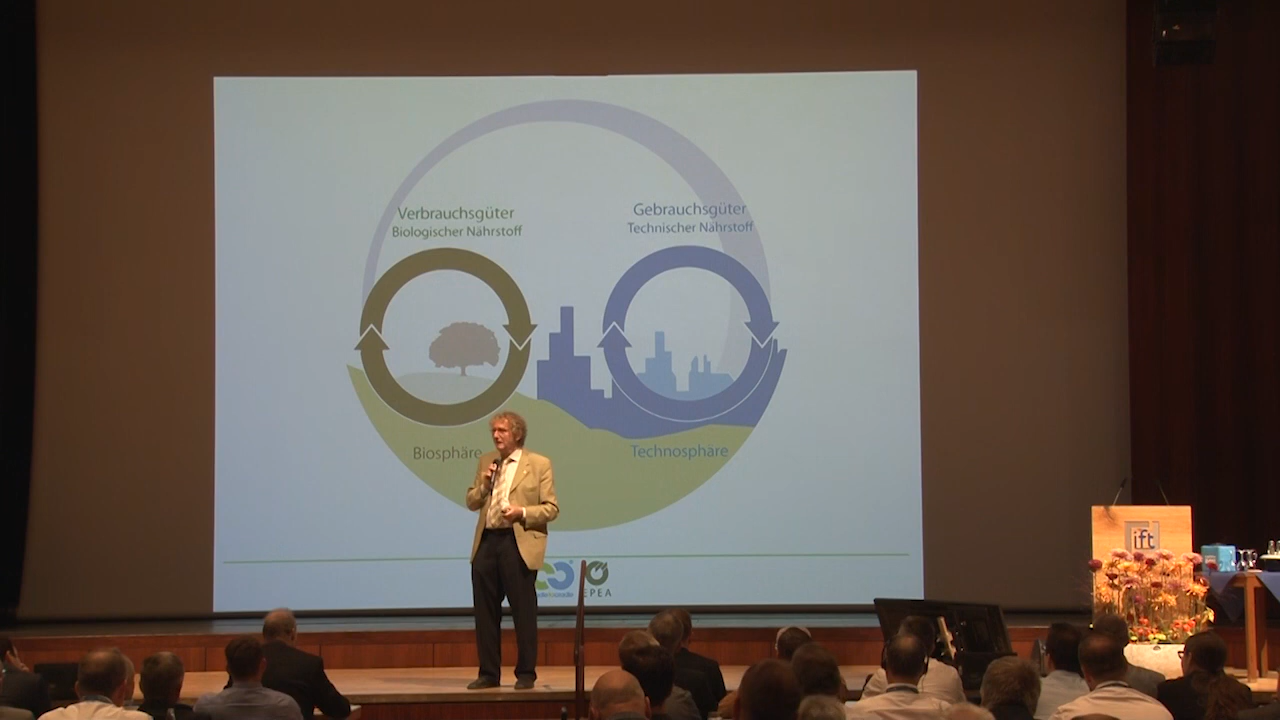 Verbrauchsgüter
Biologischer Nährstoff
Gebrauchsgüter
Technischer Nährstoff
Biosphäre
Technosphäre
EPEA
ift